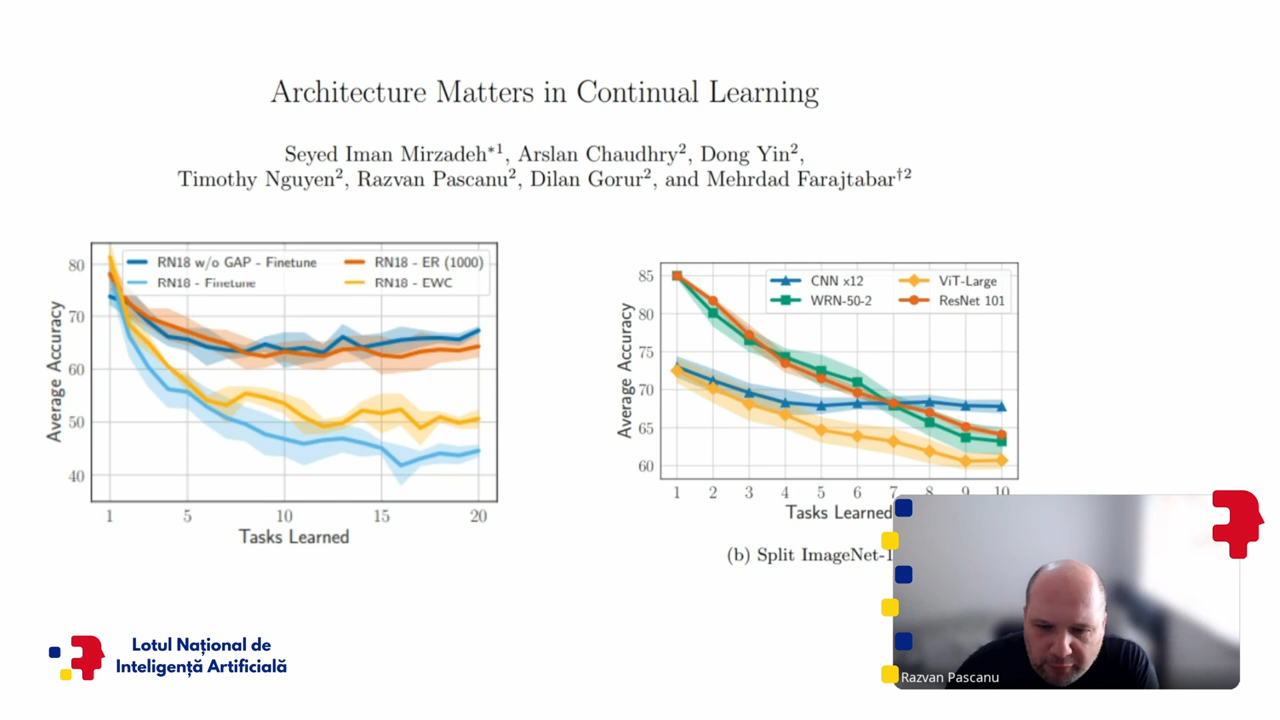 Architecture Matters in Continual Learning
Seyed Iman Mirzadeh*1, Arslan Chaudhry2, Dong Yin2,
Timothy Nguyen2, Razvan Pascanu2, Dilan Gorur2, and Mehrdad Farajtabar†2
RN18 w/o GAP - Finetune
RN18 - ER (1000)
RN18 - Finetune
RN18 - EWC
80
70
60
50
40
Average Accuracy
1 5 10 15 20
Tasks Learned
CNN x12
ViT-Large
WRN-50-2
ResNet 101
85
80
75
70
65
60
Average Accuracy
1 2 3 4 5 6 7 8 9 10
Tasks Learned
(b) Split ImageNet-1
Lotul Național de
Inteligență Artificială
Razvan Pascanu